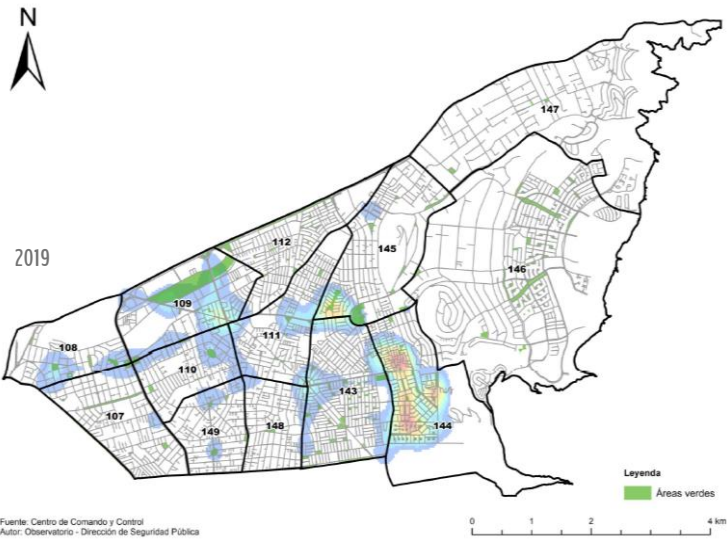 N
147
112
145
2019
146
109
111
108
110
143
107
149
148
144
Leyenda
Áreas verdes
Fuente: Centro de Comando y Control
Autor: Observatorio - Dirección de Seguridad Pública
0 1 2 4 km